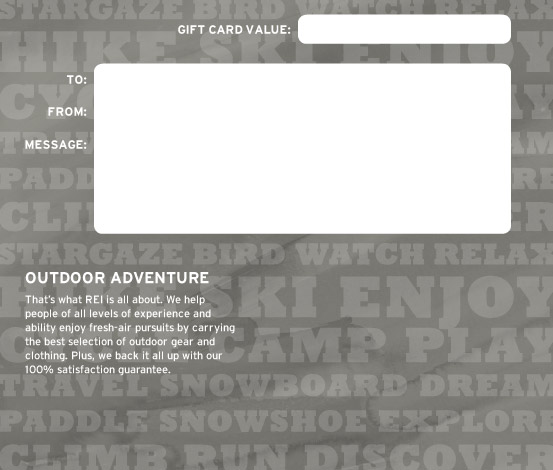 STARGAZE BIRD WATCH RELAX
GIFT CARD VALUE:
HIKE SKI ENJOY
TO:
FROM:
MESSAGE:
PADD
CLI
STARGAZE BIRD WATCH RELAX
HIKE SKI ENJOY
OUTDOOR ADVENTURE
That's what REI is all about. We help
people of all levels of experience and
ability enjoy fresh-air pursuits by carrying
the best selection of outdoor gear and
clothing. Plus, we back it all up with our
100% satisfaction guarantee.
CAMP PLAY
TRAVEL SNOWBOARD DREAM
PADDLE SNOWSHOE EXPLORE
CLIMB RUN DISCOVER